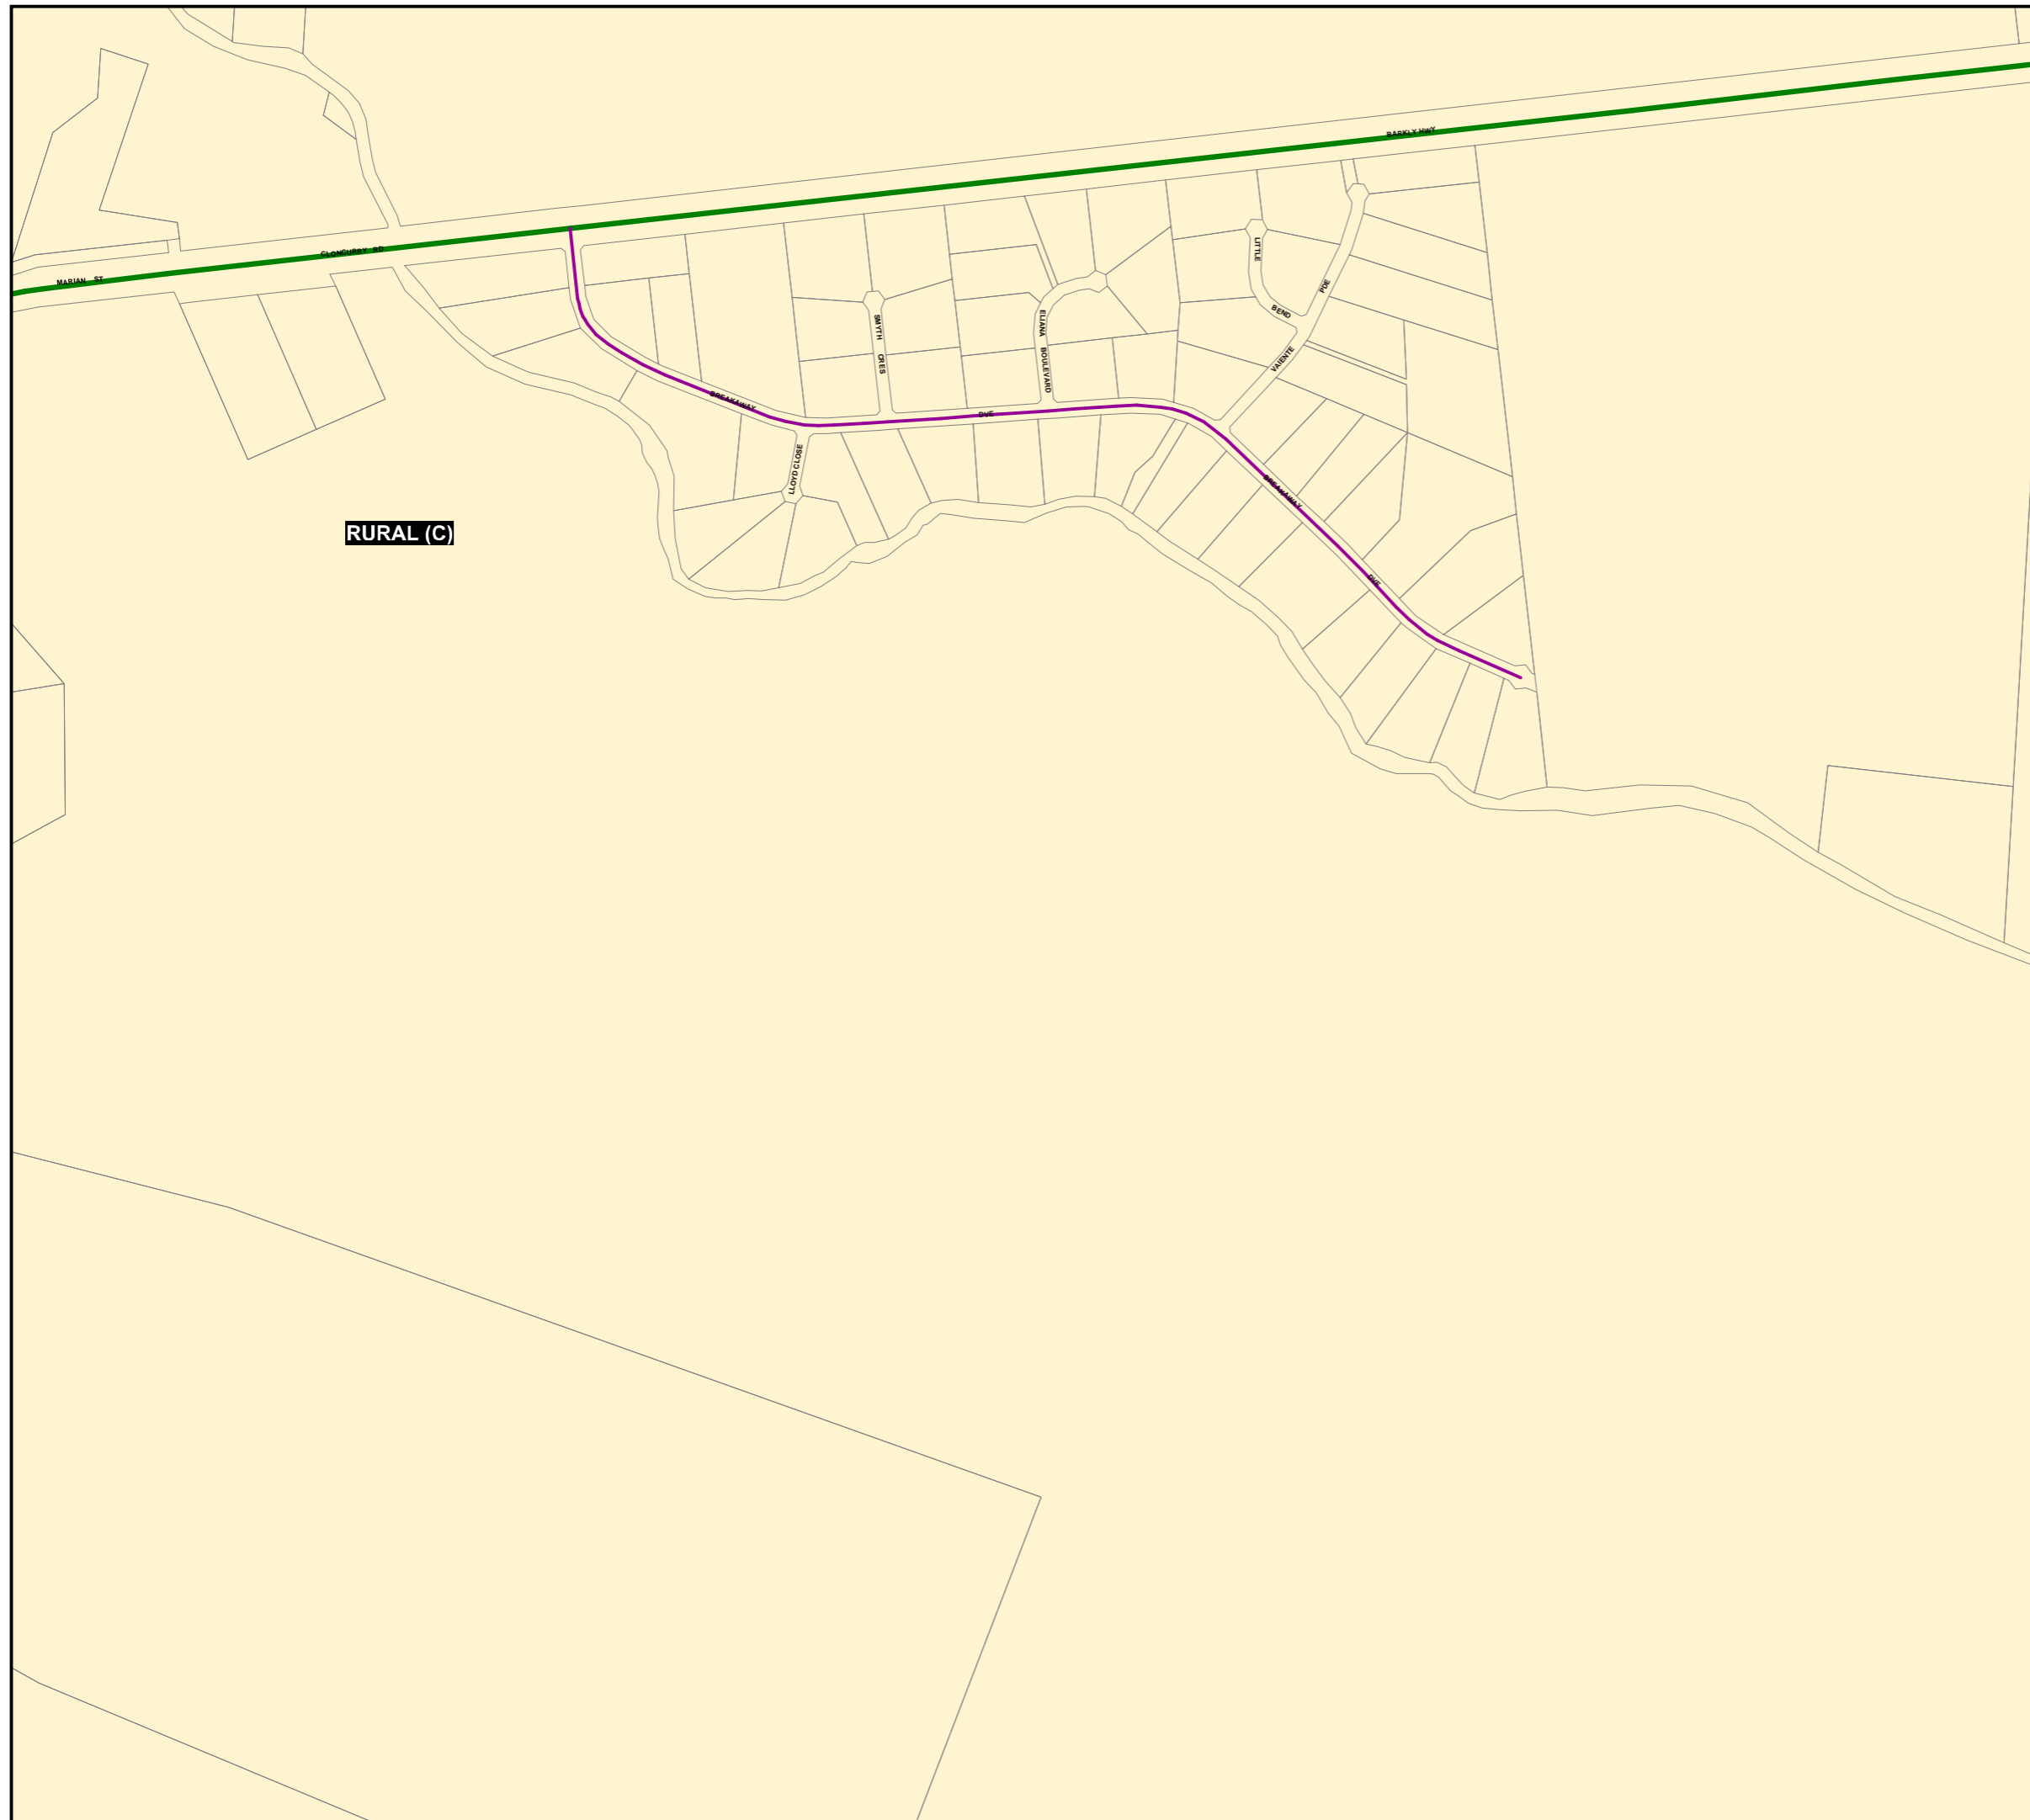 BARKLY HWY
CLONCURRY RD
MARIAN ST
LITTLE
BEND
PDE
VAIENTE
SMYTH CRES
ELIANA BOULEVARD
BREAKAWAY
DVE
LLOYD CLOSE
BREAKAWAY
DVE
RURAL (C)